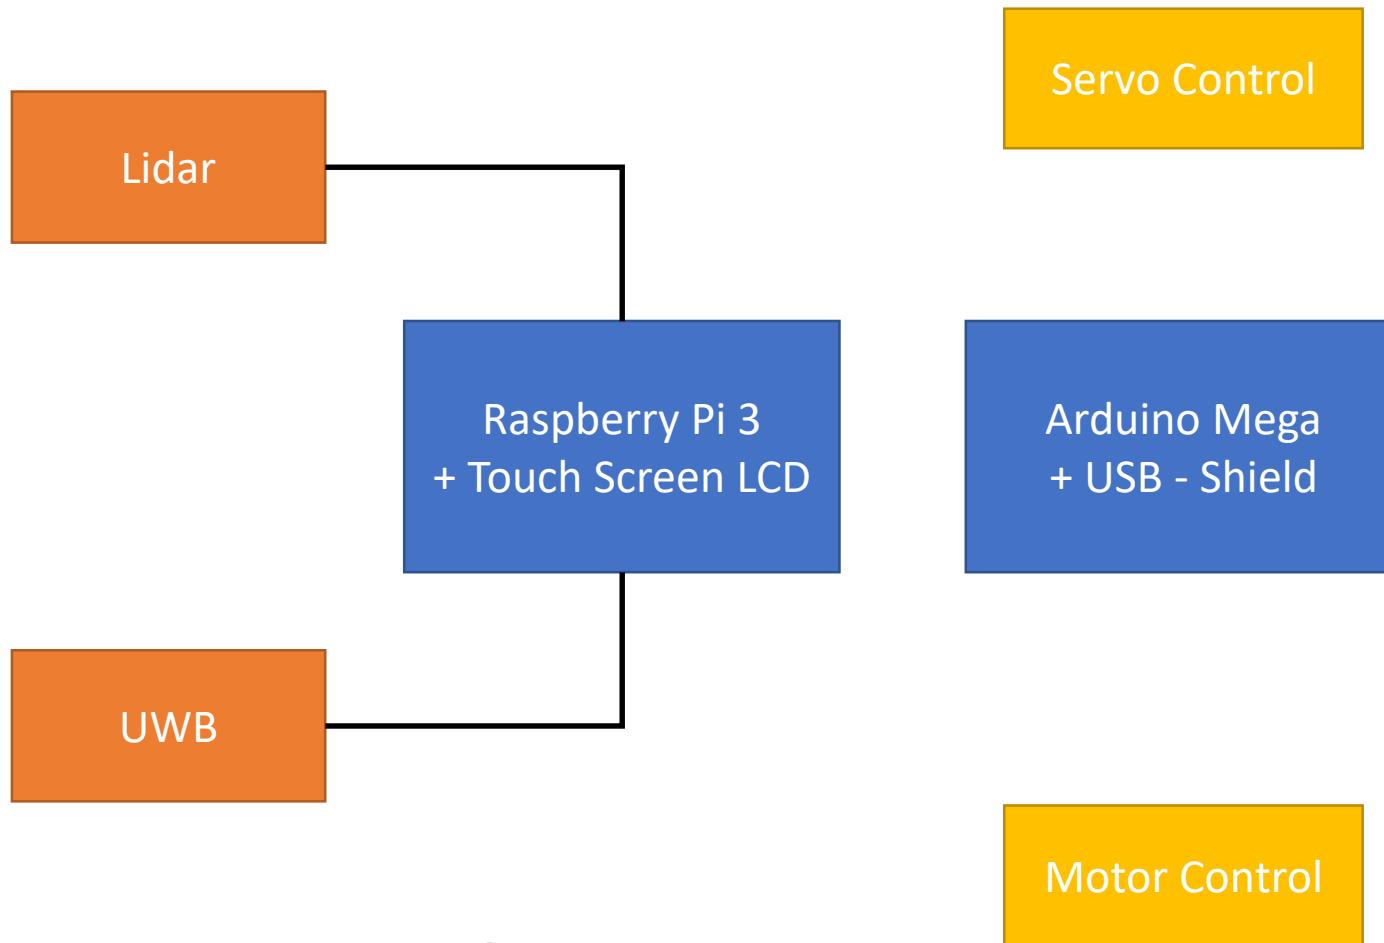 Servo Control
Lidar
Raspberry Pi 3
+ Touch Screen LCD
Arduino Mega
+ USB - Shield
UWB
Motor Control